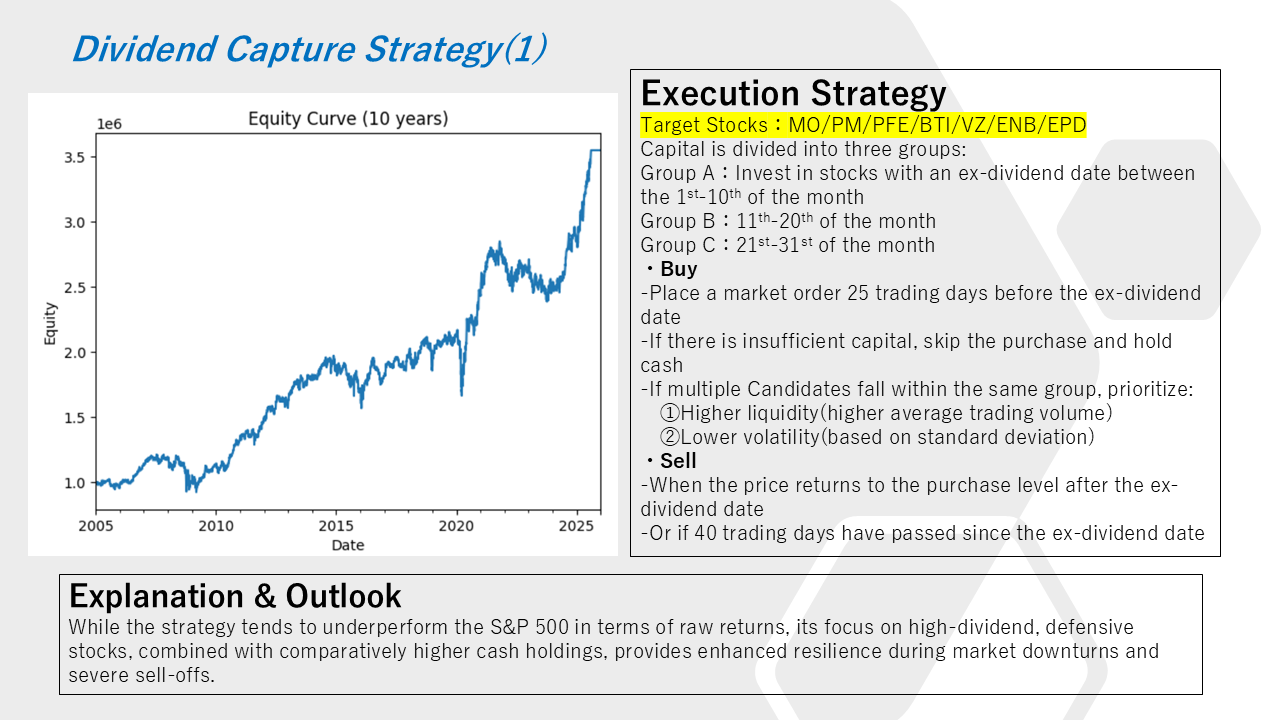 Dividend Capture Strategy(1)
Equity Curve (10 years)
1e6
3.5
3.0
2.5
2.0
1.5
1.0
Equity
2005 2010 2015 2020 2025
Date
Execution Strategy
Target Stocks：MO/PM/PFE/BTI/VZ/ENB/EPD
Capital is divided into three groups:
Group A：Invest in stocks with an ex-dividend date between
the 1st-10th of the month
Group B：11th-20th of the month
Group C：21st-31st of the month
・Buy
-Place a market order 25 trading days before the ex-dividend
date
-If there is insufficient capital, skip the purchase and hold
cash
-If multiple Candidates fall within the same group, prioritize:
①Higher liquidity(higher average trading volume)
②Lower volatility(based on standard deviation)
・Sell
-When the price returns to the purchase level after the ex-
dividend date
-Or if 40 trading days have passed since the ex-dividend date
Explanation & Outlook
While the strategy tends to underperform the S&P 500 in terms of raw returns, its focus on high-dividend, defensive
stocks, combined with comparatively higher cash holdings, provides enhanced resilience during market downturns and
severe sell-offs.